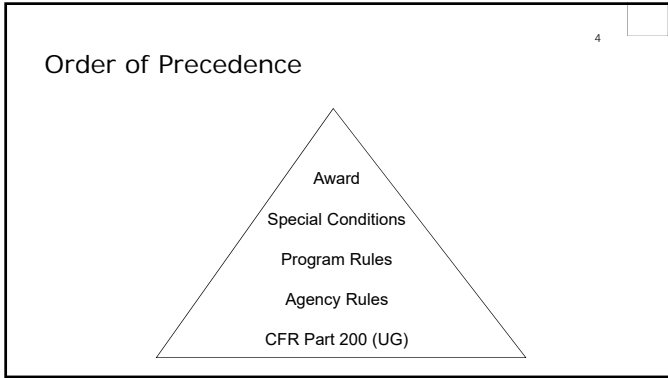 4
Order of Precedence
Award
Special Conditions
Program Rules
Agency Rules
CFR Part 200 (UG)